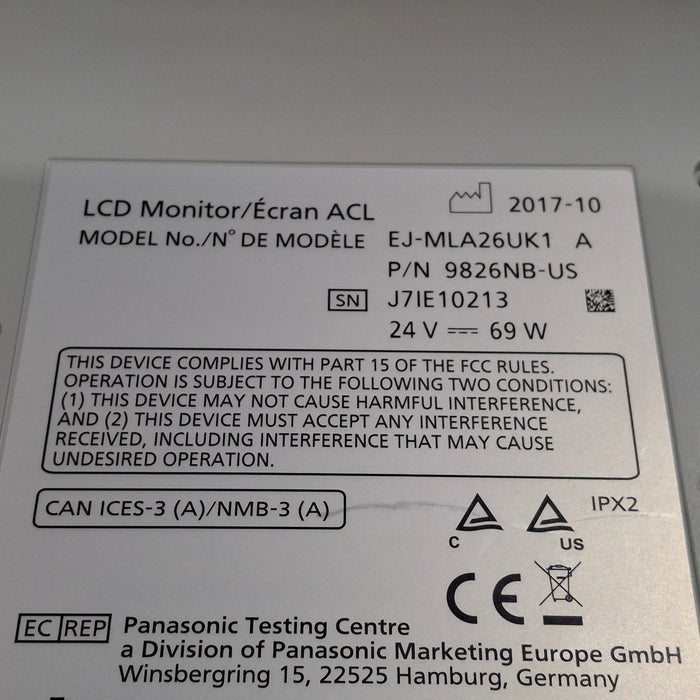 LCD Monitor/Écran ACL
2017-10
MODEL No./N° DE MODÈLE EJ-MLA26UK1 A
P/N 9826NB-US
SN J7IE10213
24 V 69 W
THIS DEVICE COMPLIES WITH PART 15 OF THE FCC RULES.
OPERATION IS SUBJECT TO THE FOLLOWING TWO CONDITIONS:
(1) THIS DEVICE MAY NOT CAUSE HARMFUL INTERFERENCE,
AND (2) THIS DEVICE MUST ACCEPT ANY INTERFERENCE
RECEIVED, INCLUDING INTERFERENCE THAT MAY CAUSE
UNDESIRED OPERATION.
CAN ICES-3 (A)/NMB-3 (A)
IPX2
C US
CE
EC REP Panasonic Testing Centre
a Division of Panasonic Marketing Europe GmbH
Winsbergring 15, 22525 Hamburg, Germany